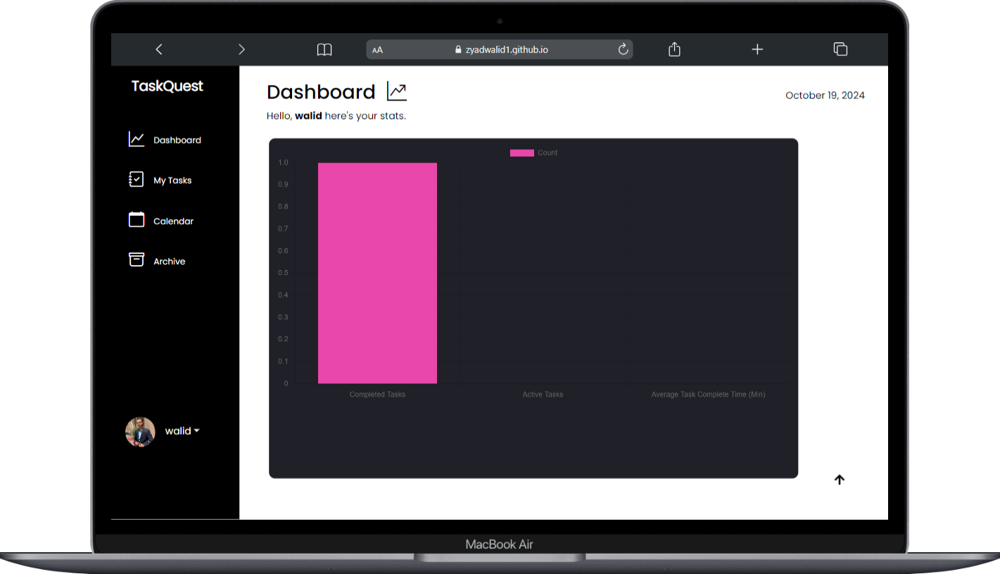 AA
zyadwalid1.github.io
TaskQuest
Dashboard
My Tasks
Calendar
Archive
walid
Dashboard
October 19, 2024
Hello, walid here's your stats.
Count
1.0
0.9
0.8
0.7
0.6
0.5
0.4
0.3
0.2
0.1
0
Completed Tasks
Active Tasks
Average Task Complete Time (Min)
MacBook Air